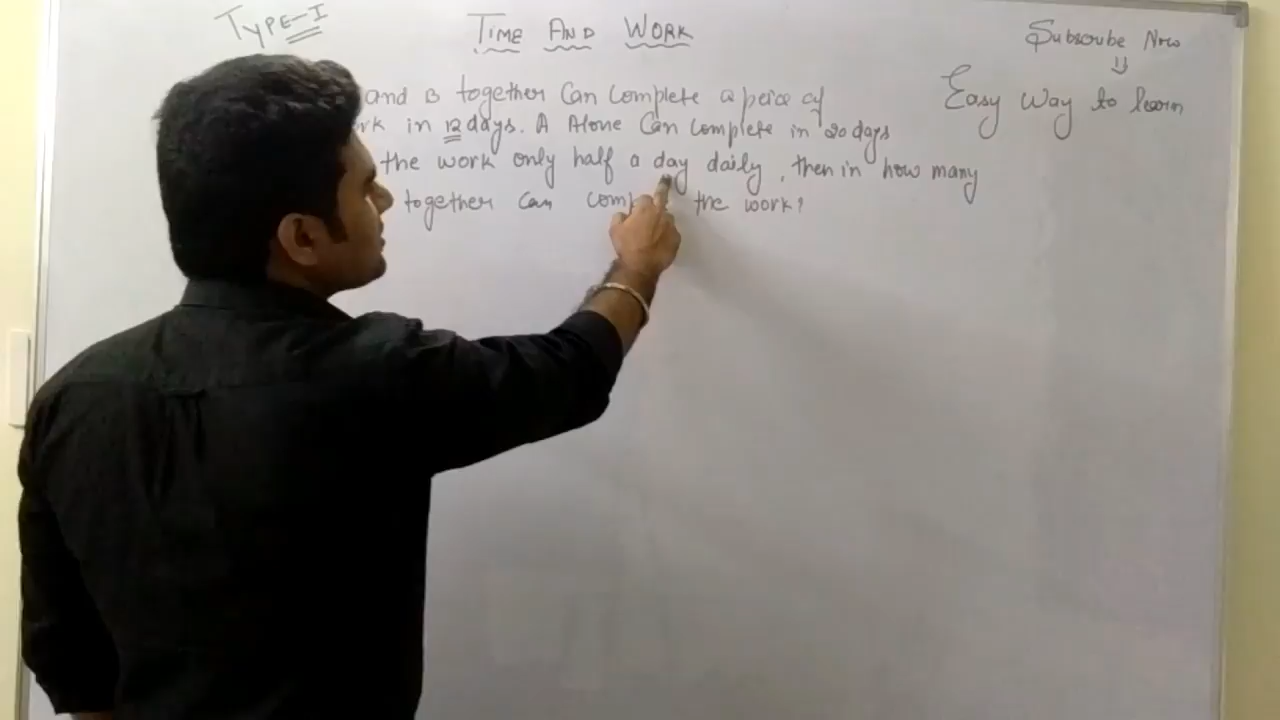 TYPE-I
TIME AND WORK
Subscribe Now
Easy Way to learn
and B together Can Complete a peice of
rk in 12 days. A Alone Can Complete in 20 days
the work only half a day daily, then in how many
together can comp the work?